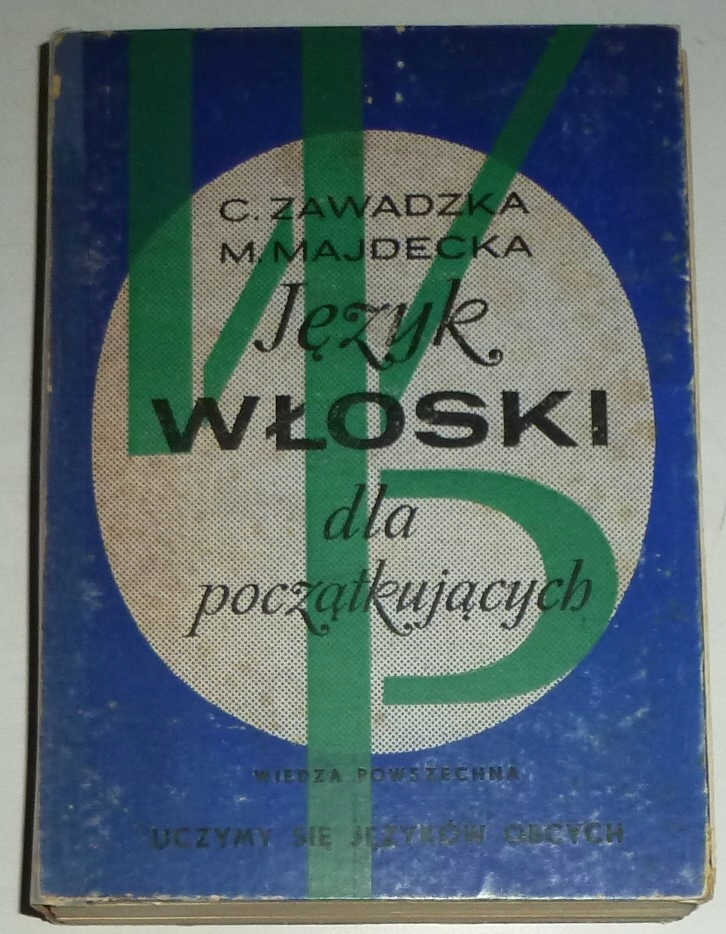 C. ZAWADZKA
M. MAJDECKA
Język
WŁOSKI
dla
początkujących
WIEDZA POWSZECHNA
UCZYMY SIĘ JĘZYKÓW OBCYCH